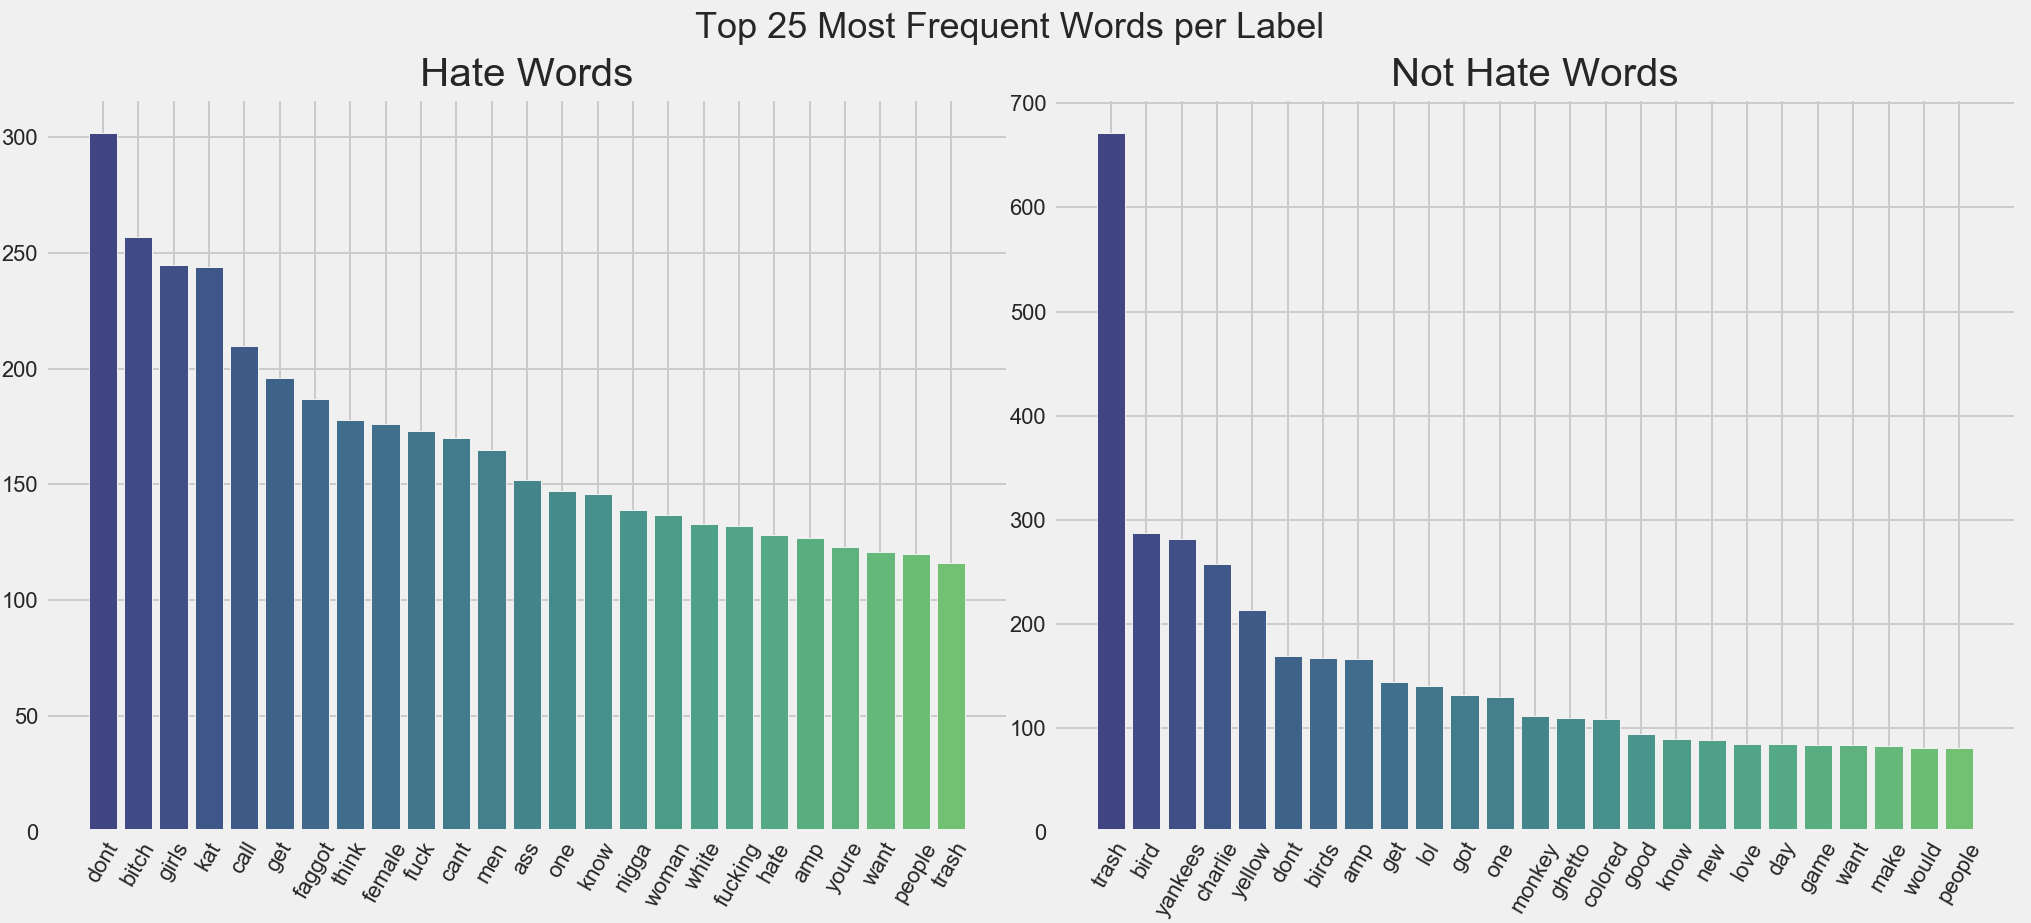 Top 25 Most Frequent Words per Label
Hate Words
300
250
200
150
100
50
0
dont
bitch
girls
kat
call
get
faggot
think
female
fuck
cant
men
ass
one
know
nigga
woman
white
fucking
hate
amp
youre
want
people
trash
Not Hate Words
700
600
500
400
300
200
100
0
trash
bird
yankees
charlie
yellow
dont
birds
amp
get
lol
got
one
monkey
ghetto
colored
good
know
new
love
day
game
want
make
would
people